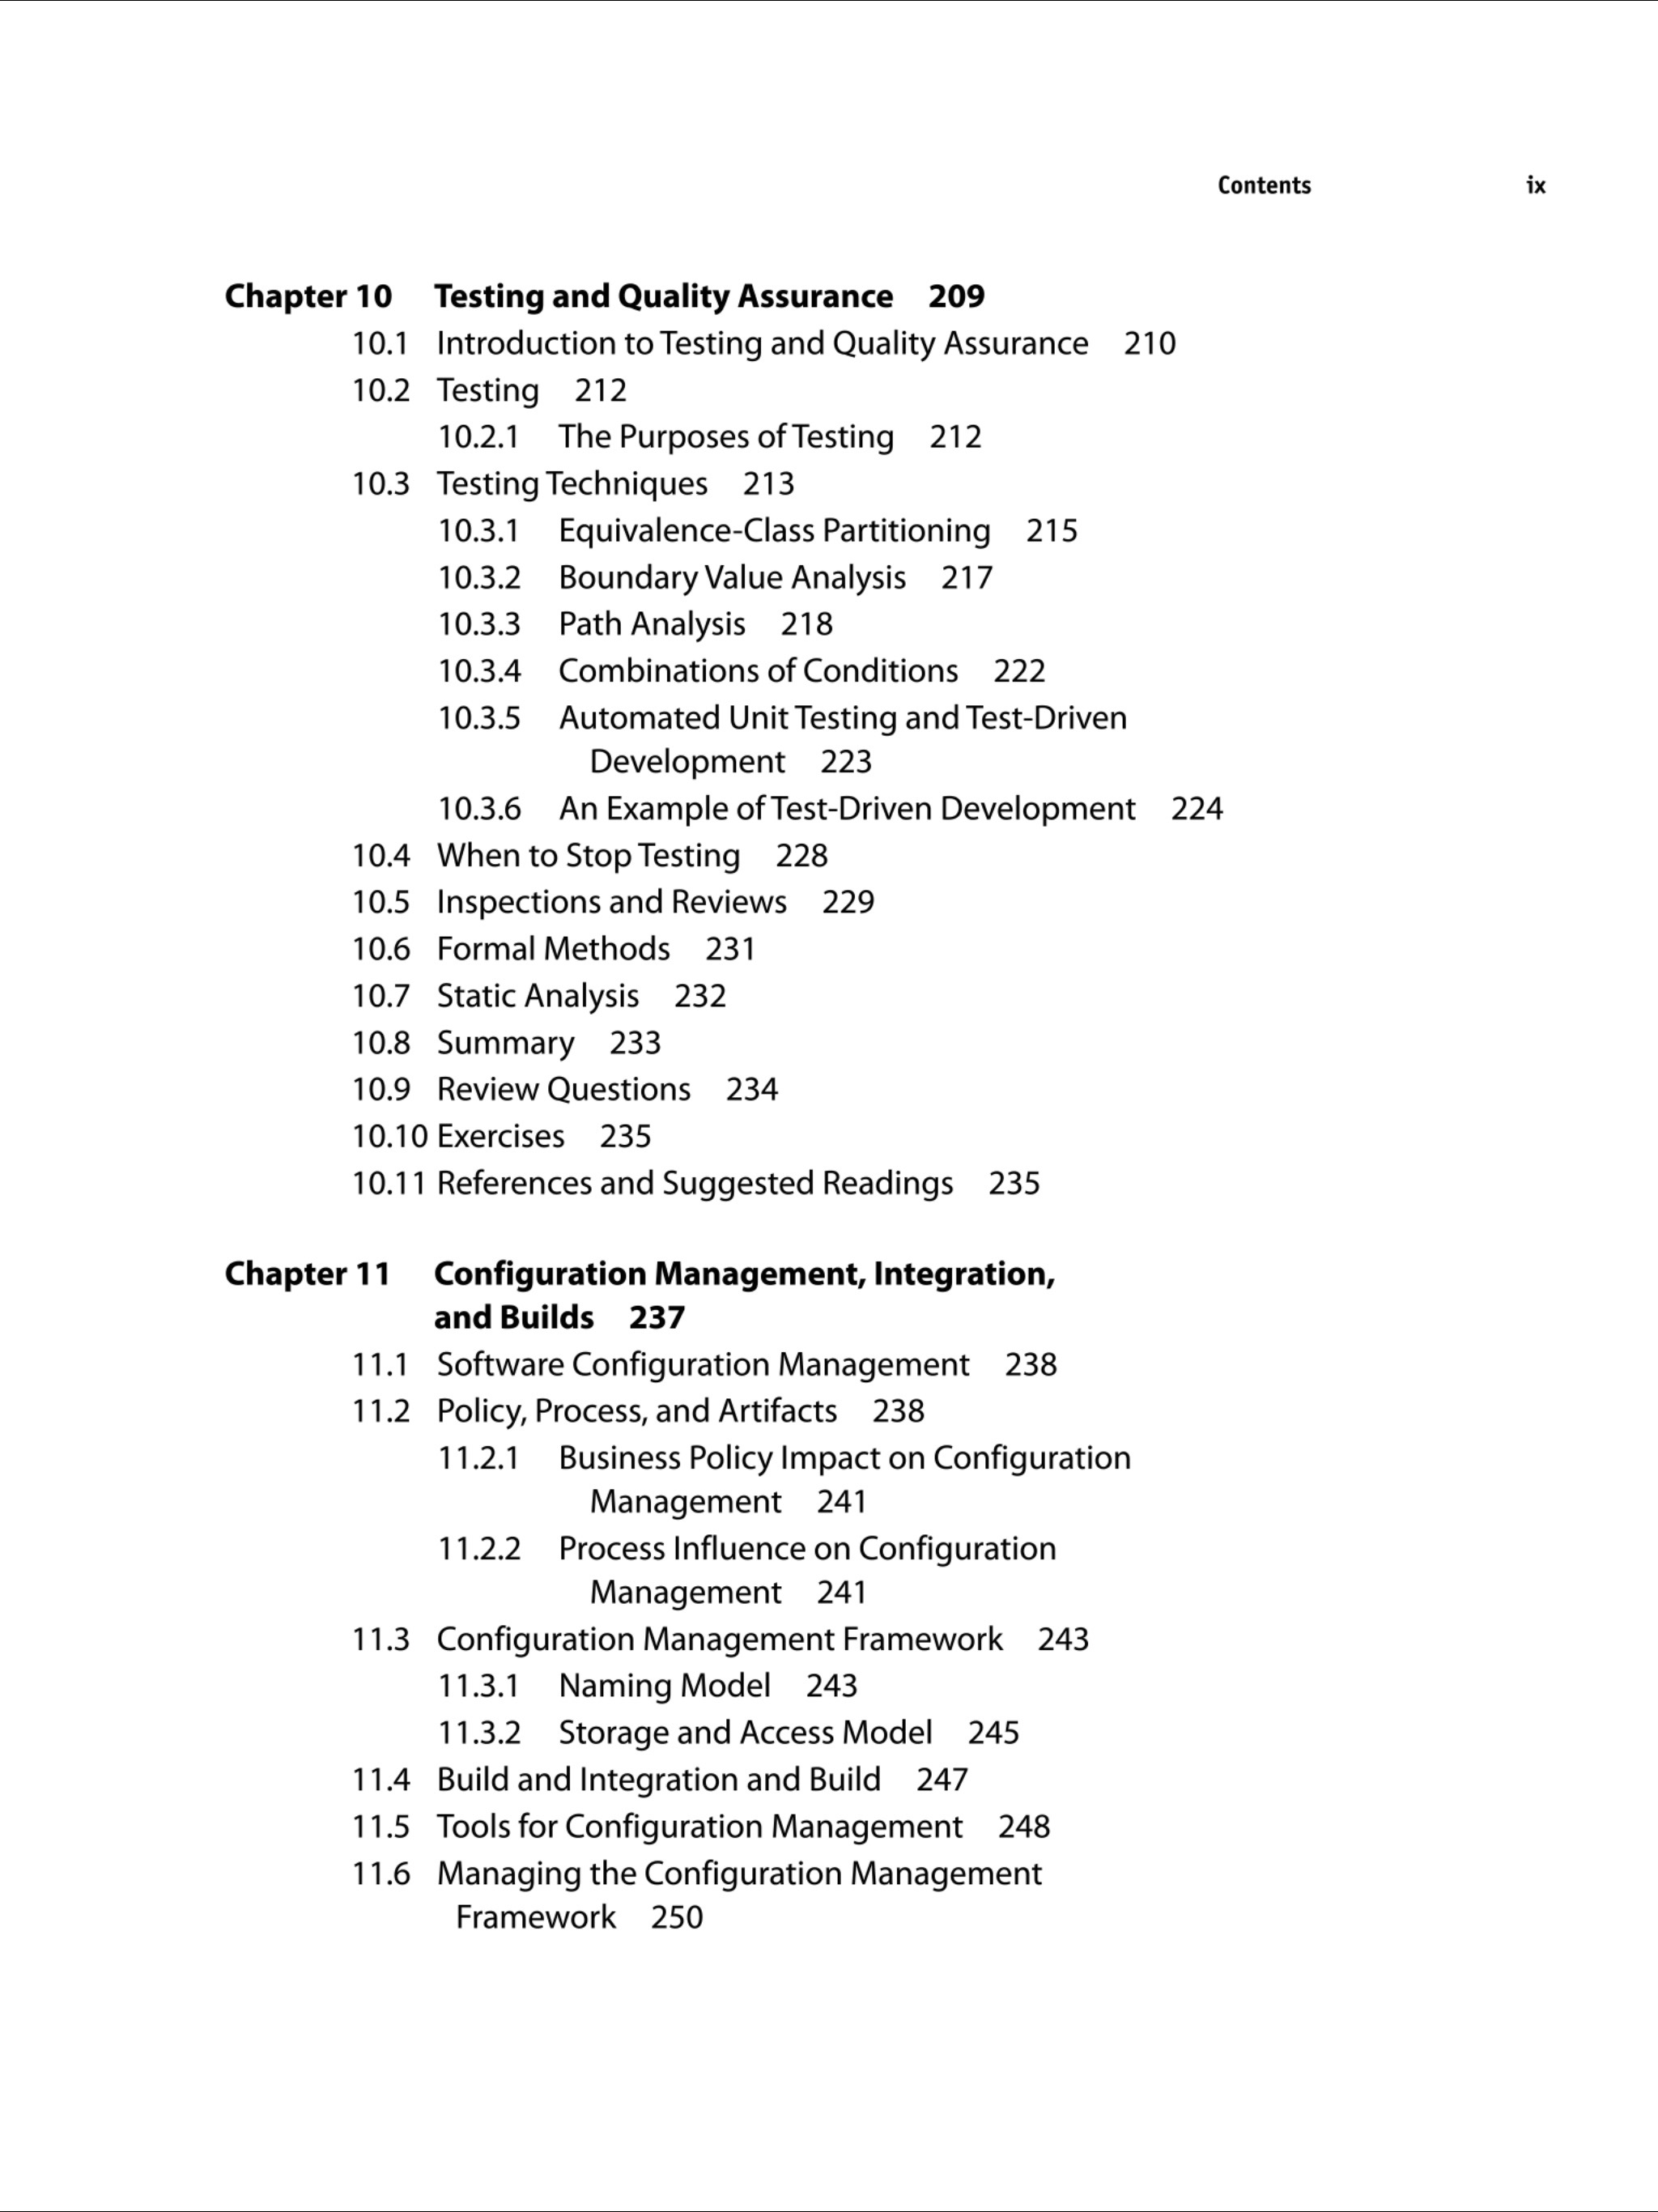 Contents ix
Chapter 10 Testing and Quality Assurance 209
10.1 Introduction to Testing and Quality Assurance 210
10.2 Testing 212
10.2.1 The Purposes of Testing 212
10.3 Testing Techniques 213
10.3.1 Equivalence-Class Partitioning 215
10.3.2 Boundary Value Analysis 217
10.3.3 Path Analysis 218
10.3.4 Combinations of Conditions 222
10.3.5 Automated Unit Testing and Test-Driven
Development 223
10.3.6 An Example of Test-Driven Development 224
10.4 When to Stop Testing 228
10.5 Inspections and Reviews 229
10.6 Formal Methods 231
10.7 Static Analysis 232
10.8 Summary 233
10.9 Review Questions 234
10.10 Exercises 235
10.11 References and Suggested Readings 235
Chapter 11 Configuration Management, Integration,
and Builds 237
11.1 Software Configuration Management 238
11.2 Policy, Process, and Artifacts 238
11.2.1 Business Policy Impact on Configuration
Management 241
11.2.2 Process Influence on Configuration
Management 241
11.3 Configuration Management Framework 243
11.3.1 Naming Model 243
11.3.2 Storage and Access Model 245
11.4 Build and Integration and Build 247
11.5 Tools for Configuration Management 248
11.6 Managing the Configuration Management
Framework 250